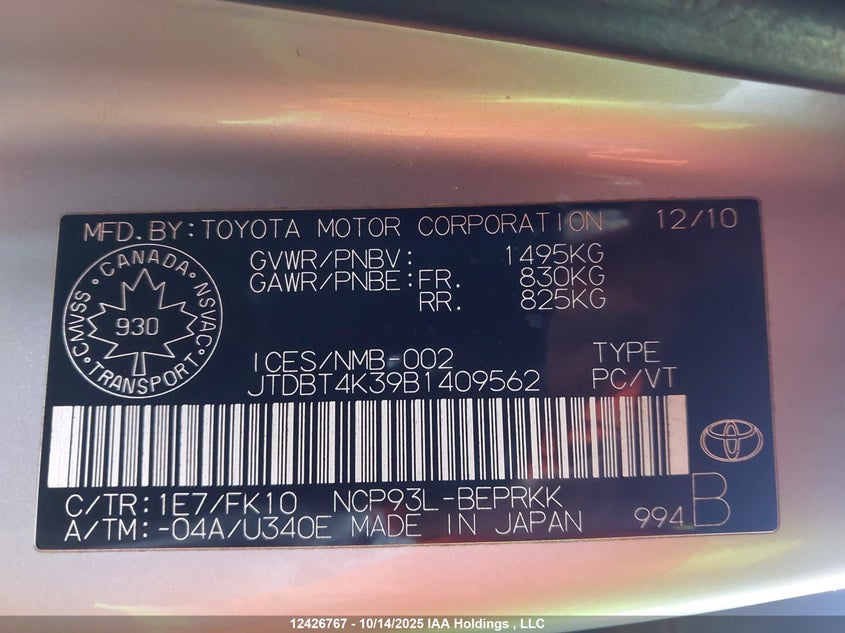 MFD.BY:TOYOTA MOTOR CORPORATION 12/10
GVWR/PNBV: 1495KG
GAWR/PNBE:FR. 830KG
RR. 825KG
CANADA
CMVSS 930 NSVAC
TRANSPORT
ICES/NMB-002 TYPE
JTDBT4K39B1409562 PC/VT
C/TR:1E7/FK10 NCP93L-BEPRKK
A/TM:-04A/U340E MADE IN JAPAN 994B
12426767 - 10/14/2025 IAA Holdings , LLC